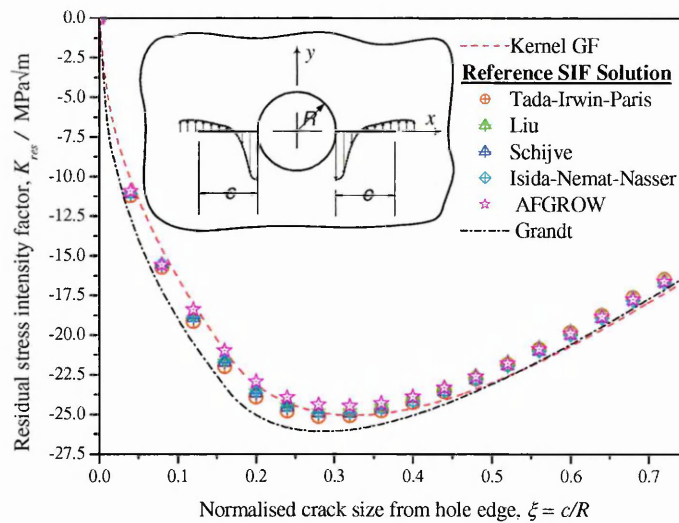 0.0
-2.5
-5.0
-7.5
-10.0
-12.5
-15.0
-17.5
-20.0
-22.5
-25.0
-27.5
Residual stress intensity factor, K_res / MPa√m
y
R
x
c
c
Kernel GF
Reference SIF Solution
Tada-Irwin-Paris
Liu
Schijve
Isida-Nemat-Nasser
AFGROW
Grandt
0.0 0.1 0.2 0.3 0.4 0.5 0.6 0.7
Normalised crack size from hole edge, ξ = c/R